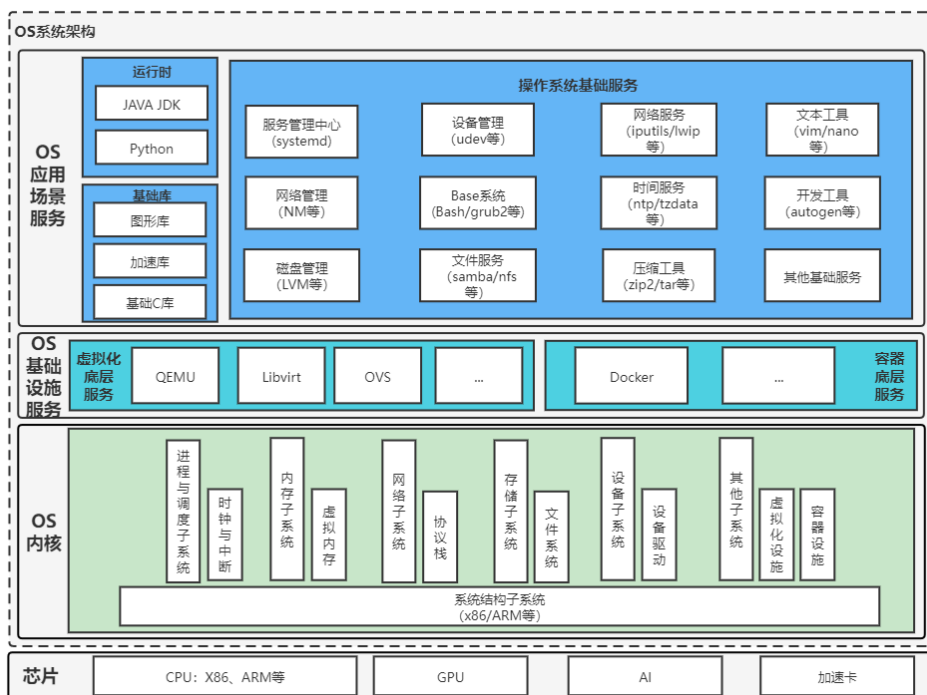 OS系统架构
OS
应用
场景
服务
运行时
JAVA JDK
Python
基础库
图形库
加速库
基础C库
操作系统基础服务
服务管理中心
(systemd)
设备管理
(udev等)
网络服务
(iputils/lwip
等)
文本工具
(vim/nano
等)
网络管理
(NM等)
Base系统
(Bash/grub2等)
时间服务
(ntp/tzdata
等)
开发工具
(autogen等)
磁盘管理
(LVM等)
文件服务
(samba/nfs
等)
压缩工具
(zip2/tar等)
其他基础服务
OS
基础
设施
服务
虚拟化
底层
服务
QEMU
Libvirt
OVS
...
Docker
...
容器
底层
服务
OS
内核
进程与调度子系统
时钟与中断
内存子系统
虚拟内存
网络子系统
协议栈
存储子系统
文件系统
设备子系统
设备驱动
其他子系统
虚拟化设施
容器设施
系统结构子系统
(x86/ARM等)
芯片
CPU：X86、ARM等
GPU
AI
加速卡